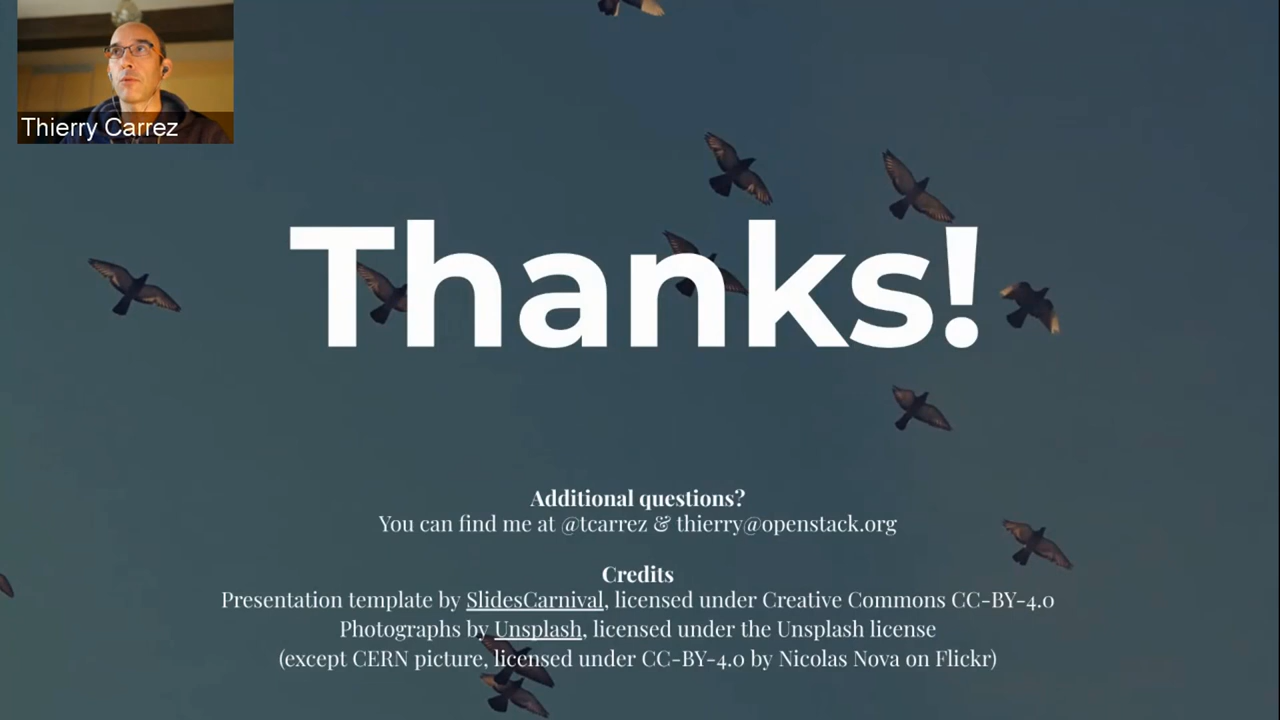 Thierry Carrez
Thanks!
Additional questions?
You can find me at @tcarrez & thierry@openstack.org
Credits
Presentation template by SlidesCarnival, licensed under Creative Commons CC-BY-4.0
Photographs by Unsplash, licensed under the Unsplash license
(except CERN picture, licensed under CC-BY-4.0 by Nicolas Nova on Flickr)